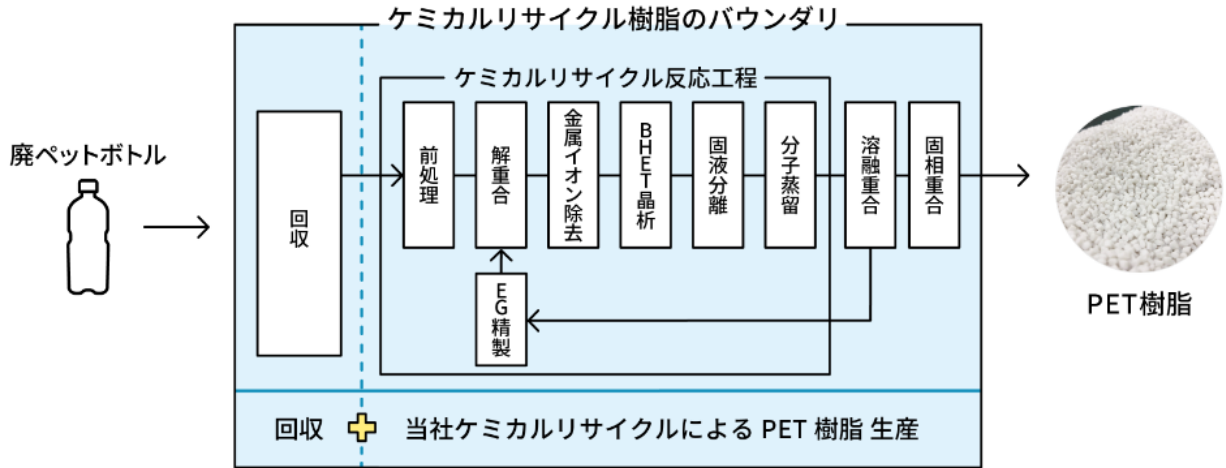 ケミカルリサイクル樹脂のバウンダリ
ケミカルリサイクル反応工程
廃ペットボトル
回収
前処理
解重合
金属イオン除去
BHET晶析
固液分離
分子蒸留
溶融重合
固相重合
EG精製
PET樹脂
回収
当社ケミカルリサイクルによる PET 樹脂 生産